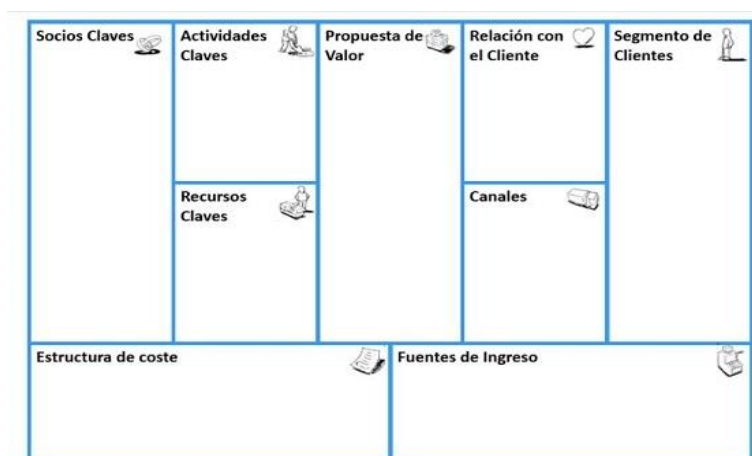 Socios Claves
Actividades
Claves
Propuesta de
Valor
Relación con
el Cliente
Segmento de
Clientes
Recursos
Claves
Canales
Estructura de coste
Fuentes de Ingreso